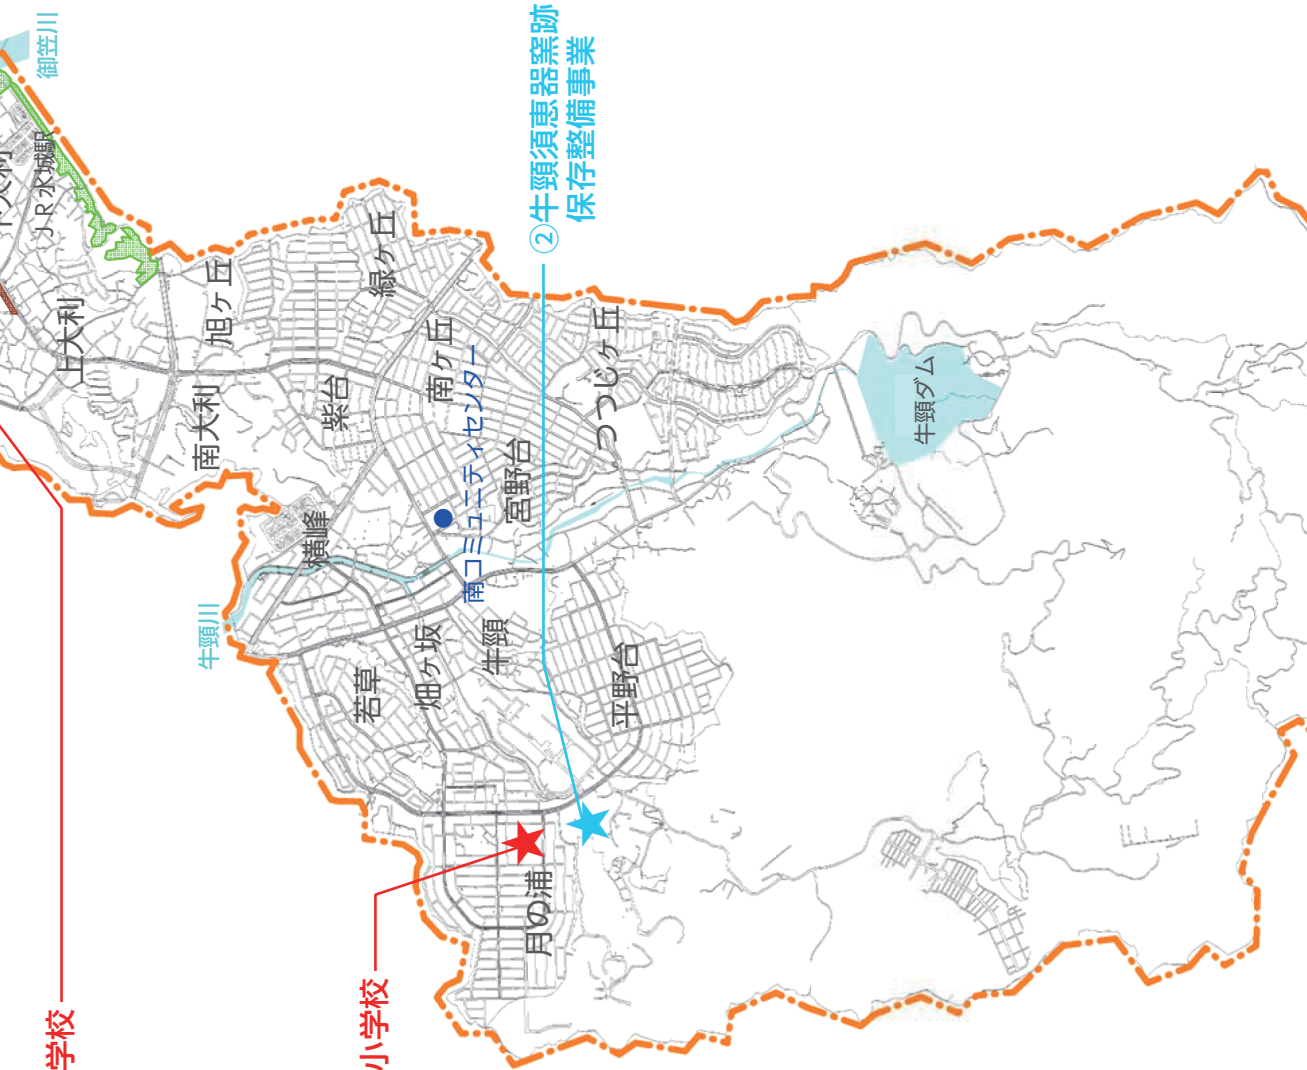 御笠川
JR水城駅
上大利
旭ヶ丘
緑ヶ丘
②牛頸須恵器窯跡
保存整備事業
南大利
紫台
南ヶ丘
南コミュニティセンター
つつじヶ丘
宮野台
牛頸ダム
横峰
牛頸川
若草
畑ヶ坂
牛頸
平野台
月の浦
小学校
学校